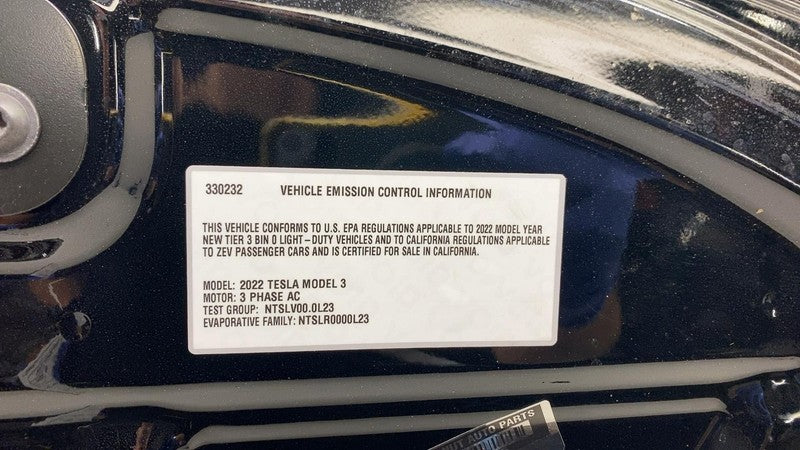 330232 VEHICLE EMISSION CONTROL INFORMATION
THIS VEHICLE CONFORMS TO U.S. EPA REGULATIONS APPLICABLE TO 2022 MODEL YEAR
NEW TIER 3 BIN 0 LIGHT-DUTY VEHICLES AND TO CALIFORNIA REGULATIONS APPLICABLE
TO ZEV PASSENGER CARS AND IS CERTIFIED FOR SALE IN CALIFORNIA.
MODEL: 2022 TESLA MODEL 3
MOTOR: 3 PHASE AC
TEST GROUP: NTSLV00.0L23
EVAPORATIVE FAMILY: NTSLR0000L23
AUTO PARTS